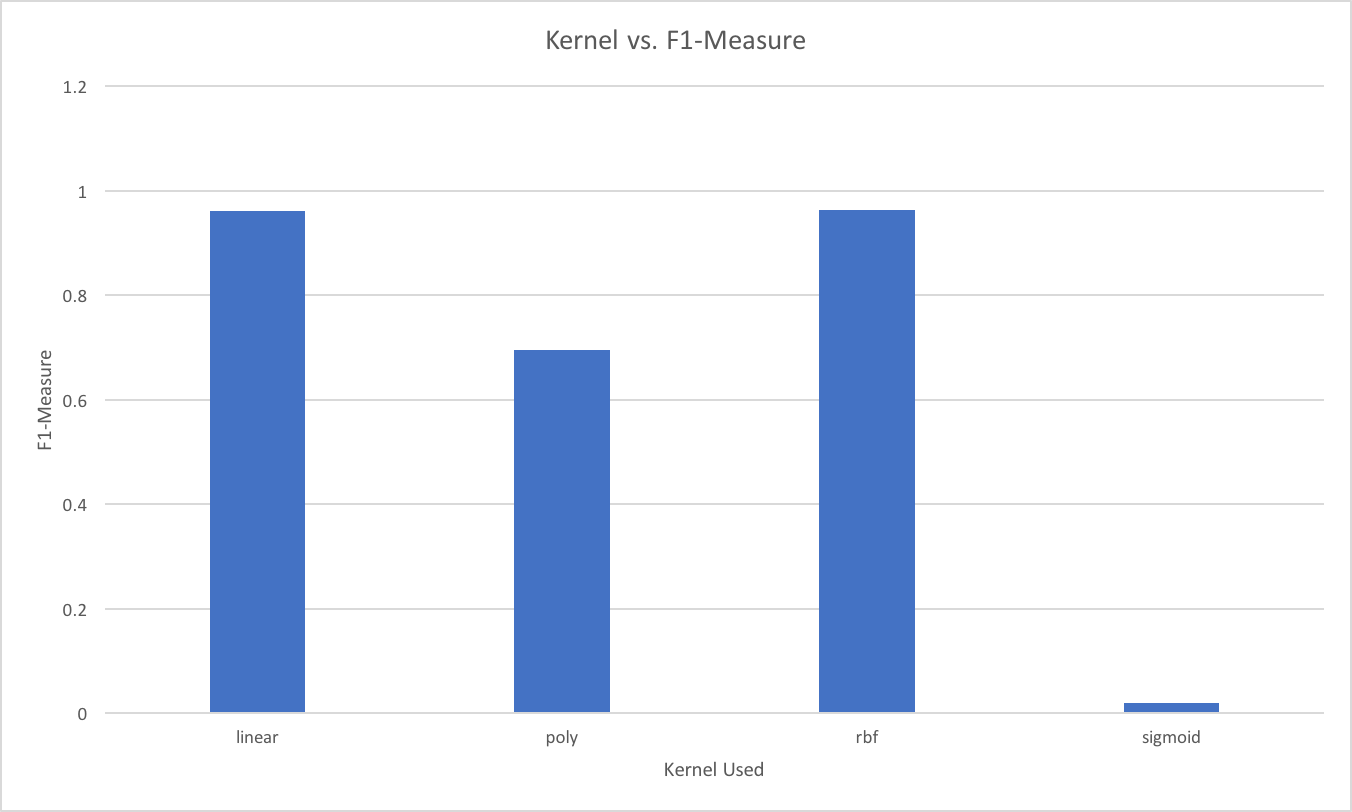 Kernel vs. F1-Measure
1.2
1
0.8
0.6
0.4
0.2
0
F1-Measure
linear
poly
rbf
sigmoid
Kernel Used